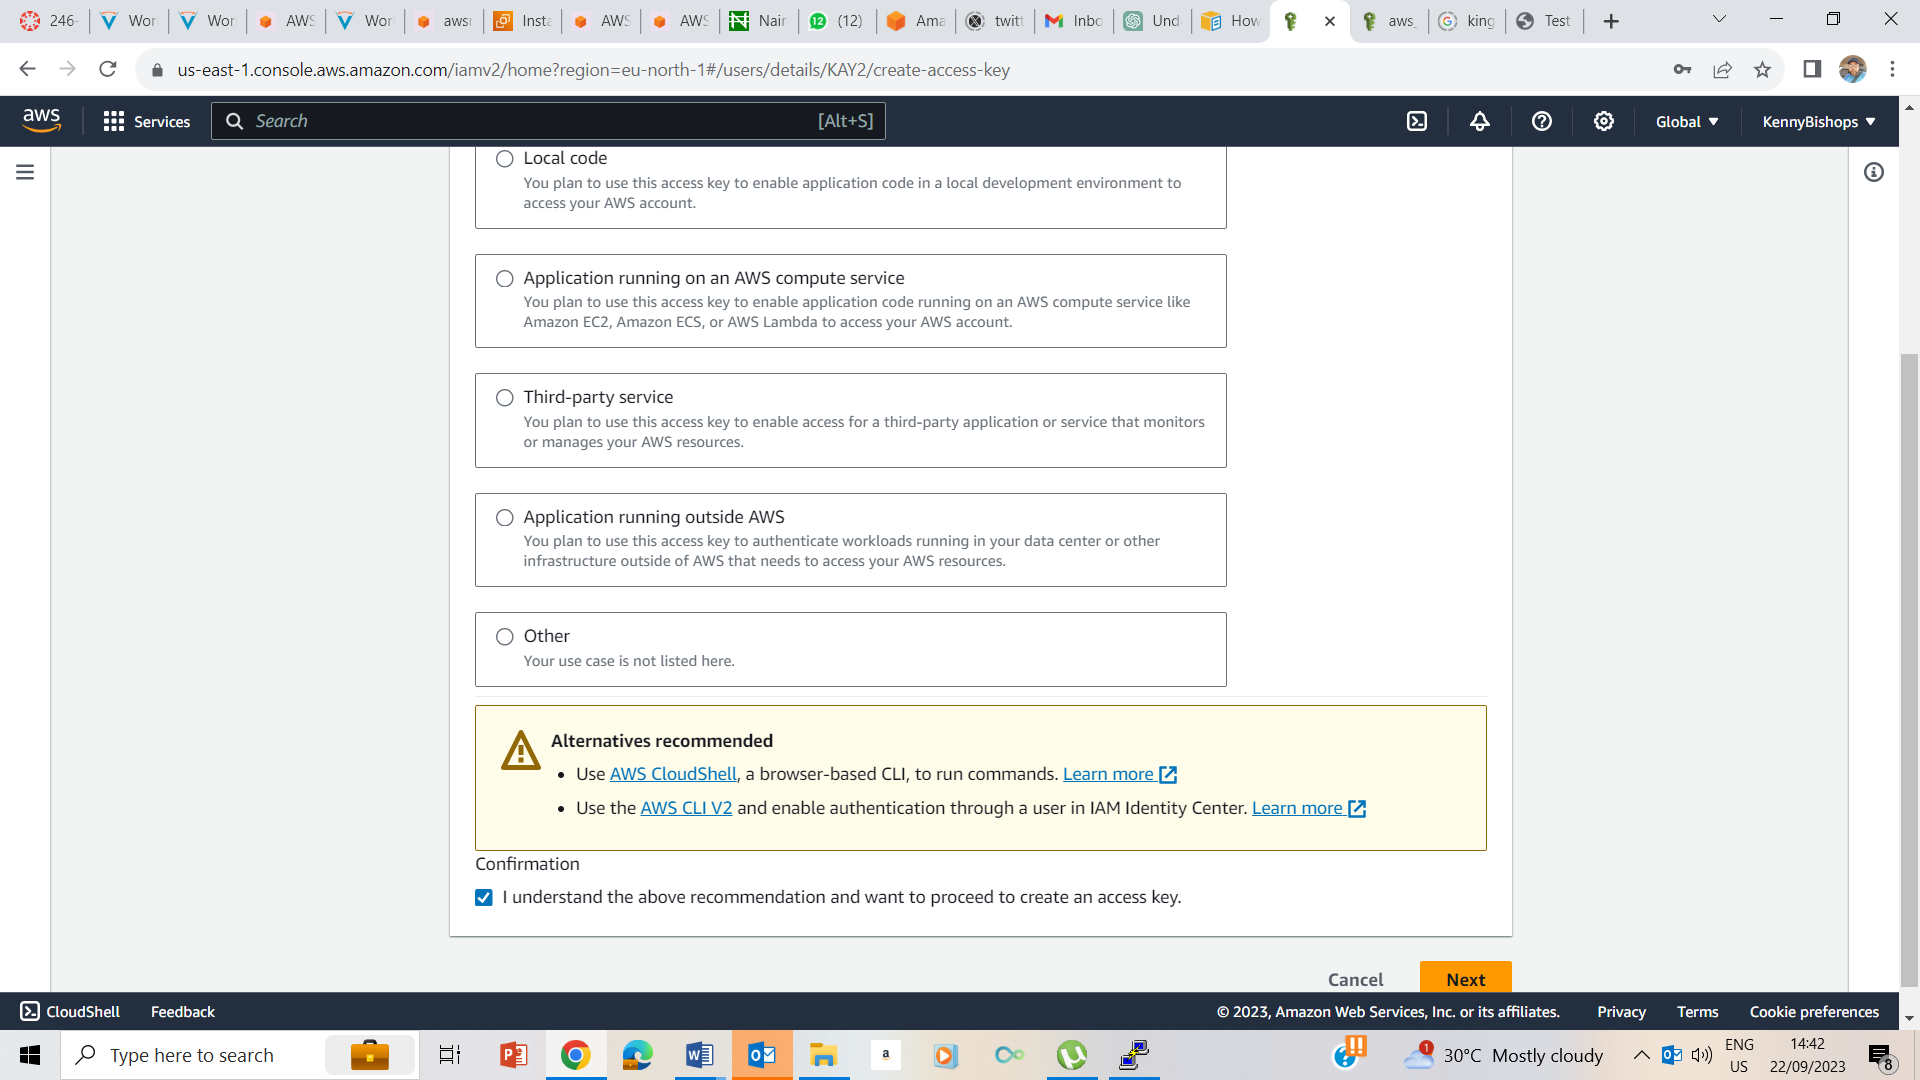 246-
Wor
Wor
AWS
Wor
awsr
Insta
AWS
AWS
Nair
12
(12)
Ama
twitt
Inbo
Und
How
aws_
king
Test
us-east-1.console.aws.amazon.com/iamv2/home?region=eu-north-1#/users/details/KAY2/create-access-key
aws
Services
Search
[Alt+S]
Global
KennyBishops
Local code
You plan to use this access key to enable application code in a local development environment to
access your AWS account.
Application running on an AWS compute service
You plan to use this access key to enable application code running on an AWS compute service like
Amazon EC2, Amazon ECS, or AWS Lambda to access your AWS account.
Third-party service
You plan to use this access key to enable access for a third-party application or service that monitors
or manages your AWS resources.
Application running outside AWS
You plan to use this access key to authenticate workloads running in your data center or other
infrastructure outside of AWS that needs to access your AWS resources.
Other
Your use case is not listed here.
Alternatives recommended
• Use AWS CloudShell, a browser-based CLI, to run commands. Learn more
• Use the AWS CLI V2 and enable authentication through a user in IAM Identity Center. Learn more
Confirmation
I understand the above recommendation and want to proceed to create an access key.
Cancel
Next
CloudShell
Feedback
© 2023, Amazon Web Services, Inc. or its affiliates.
Privacy
Terms
Cookie preferences
Type here to search
a
1
30°C Mostly cloudy
ENG
US
14:42
22/09/2023
8